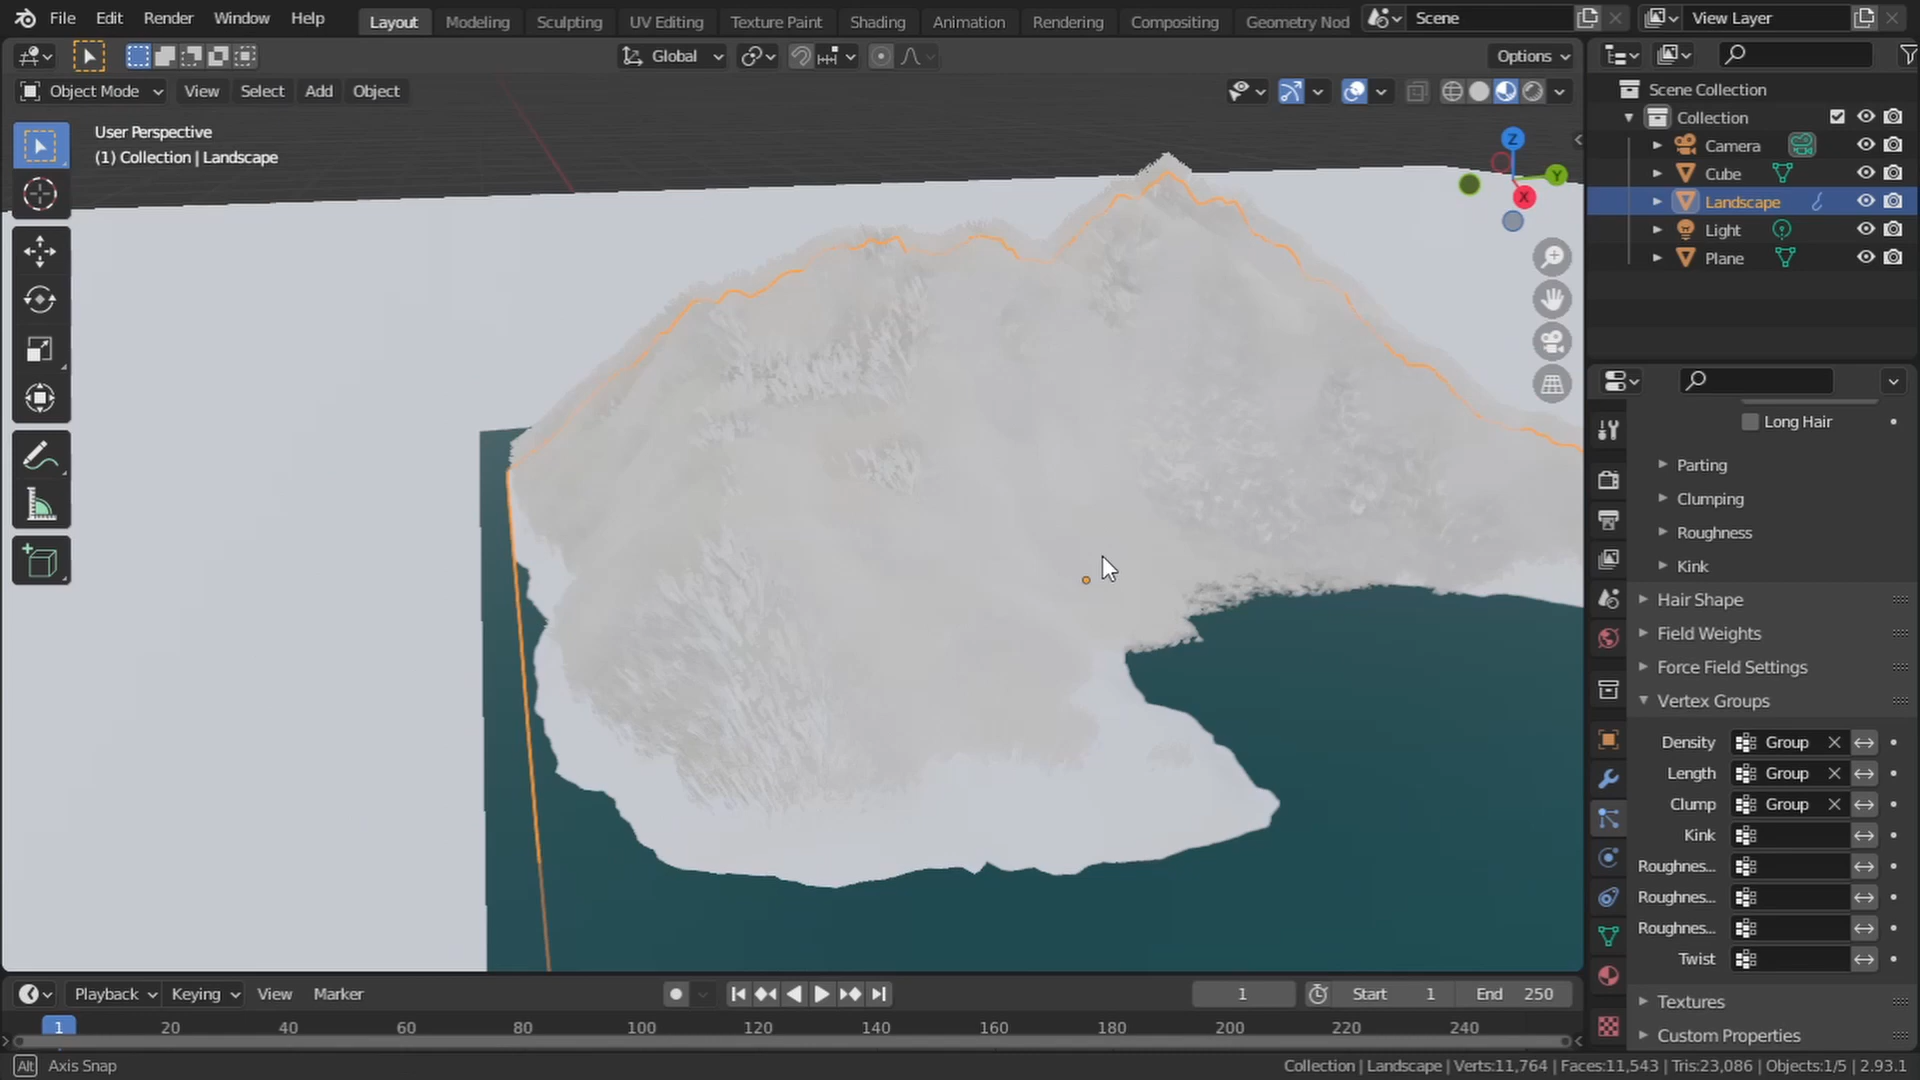 File Edit Render Window Help Layout Modeling Sculpting UV Editing Texture Paint Shading Animation Rendering Compositing Geometry Nod Scene View Layer
Global Options
Object Mode View Select Add Object
User Perspective
(1) Collection | Landscape
Z
Y
X
Scene Collection
Collection
Camera
Cube
Landscape
Light
Plane
Long Hair
Parting
Clumping
Roughness
Kink
Hair Shape
Field Weights
Force Field Settings
Vertex Groups
Density Group
Length Group
Clump Group
Kink
Roughnes...
Roughnes...
Roughnes...
Twist
Textures
Custom Properties
Playback Keying View Marker 1 Start 1 End 250
1 20 40 60 80 100 120 140 160 180 200 220 240
Alt Axis Snap Collection | Landscape | Verts:11,764 | Faces:11,543 | Tris:23,086 | Objects:1/5 | 2.93.1